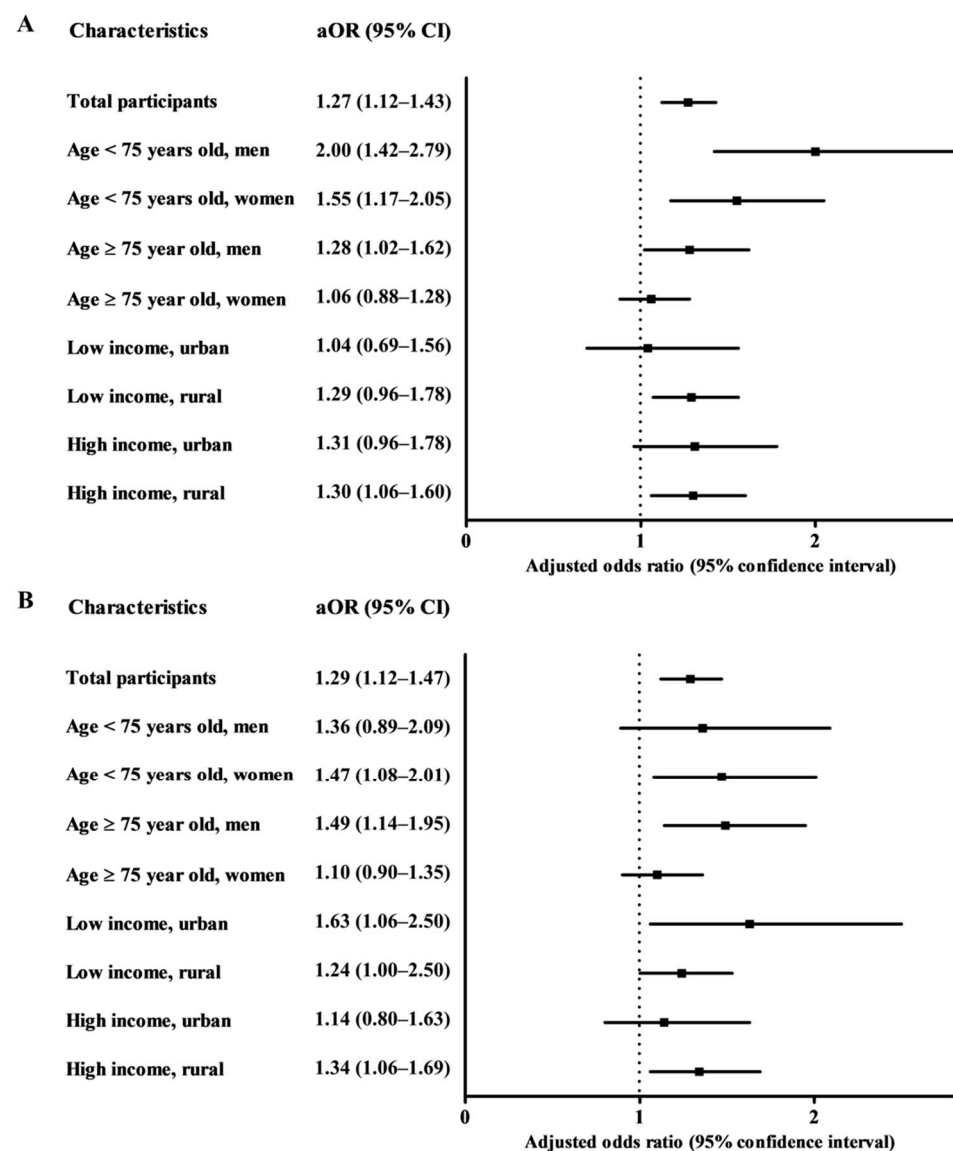 A Characteristics aOR (95% CI)
Total participants 1.27 (1.12–1.43)
Age < 75 years old, men 2.00 (1.42–2.79)
Age < 75 years old, women 1.55 (1.17–2.05)
Age ≥ 75 year old, men 1.28 (1.02–1.62)
Age ≥ 75 year old, women 1.06 (0.88–1.28)
Low income, urban 1.04 (0.69–1.56)
Low income, rural 1.29 (0.96–1.78)
High income, urban 1.31 (0.96–1.78)
High income, rural 1.30 (1.06–1.60)
0 1 2
Adjusted odds ratio (95% confidence interval)
B Characteristics aOR (95% CI)
Total participants 1.29 (1.12–1.47)
Age < 75 years old, men 1.36 (0.89–2.09)
Age < 75 years old, women 1.47 (1.08–2.01)
Age ≥ 75 year old, men 1.49 (1.14–1.95)
Age ≥ 75 year old, women 1.10 (0.90–1.35)
Low income, urban 1.63 (1.06–2.50)
Low income, rural 1.24 (1.00–2.50)
High income, urban 1.14 (0.80–1.63)
High income, rural 1.34 (1.06–1.69)
0 1 2
Adjusted odds ratio (95% confidence interval)